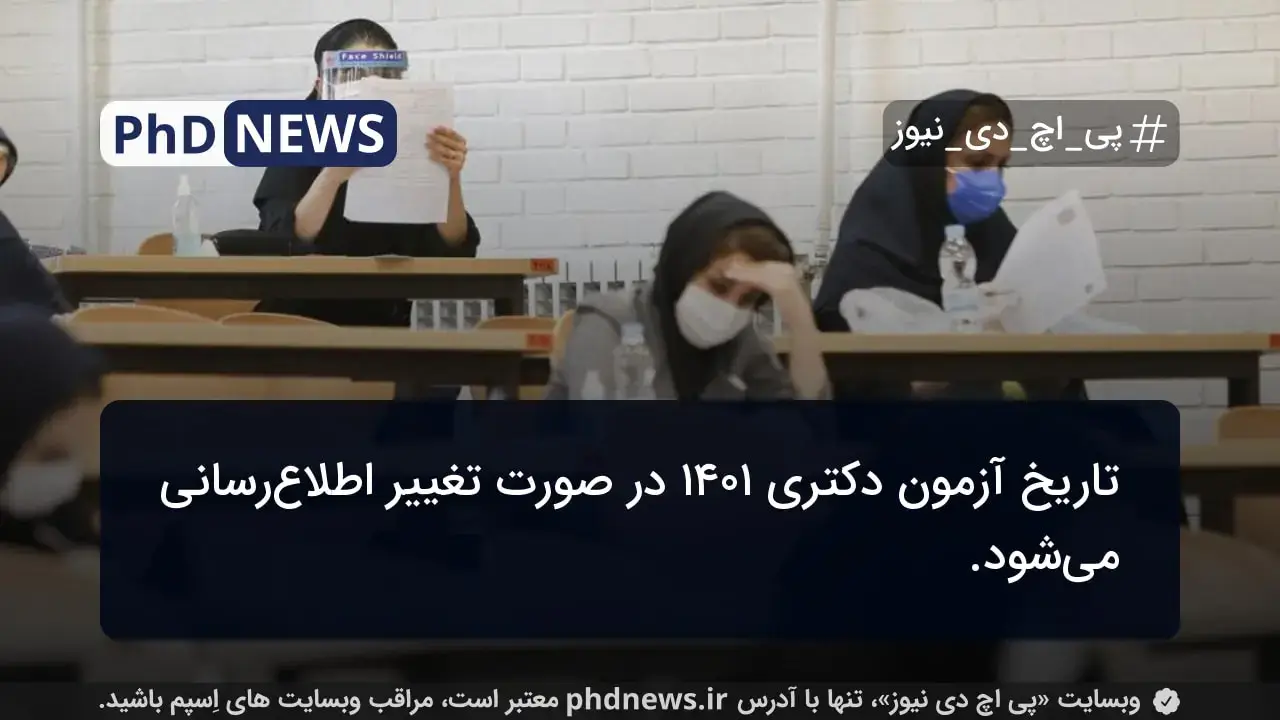 Face Shield
PhD NEWS
#پی_اچ_دی_نیوز
تاریخ آزمون دکتری ۱۴۰۱ در صورت تغییر اطلاع‌رسانی
می‌شود.
وبسایت «پی اچ دی نیوز»، تنها با آدرس phdnews.ir معتبر است، مراقب وبسایت های اِسپم باشید.